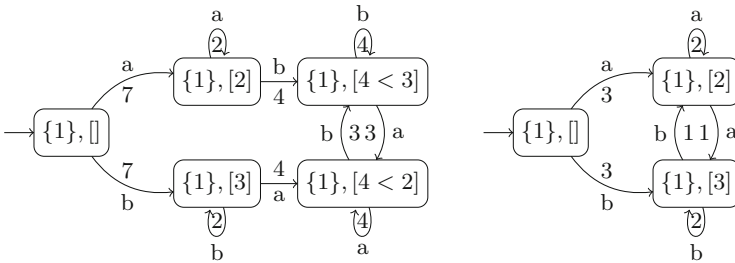 a b a
2 4 2
{1}, [2] b 4 {1}, [4 < 3] {1}, [2]
a 7 a 3
{1}, [] b 3 3 a {1}, [] b 1 1 a
7 b 3 b
{1}, [3] 4 a {1}, [4 < 2] {1}, [3]
2 4 2
b a b